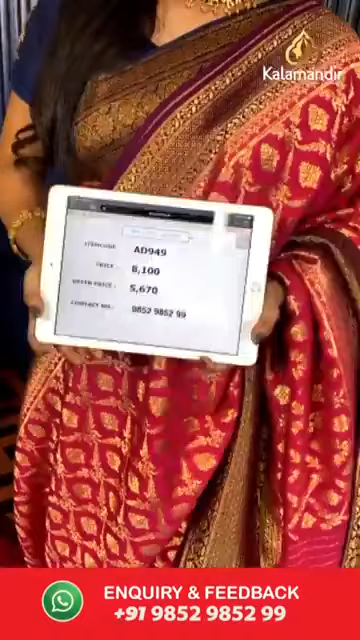 Kalamandir
ITEMCODE : AD949
PRICE : 8,100
OFFER PRICE : 5,670
CONTACT NO. : 9852 9852 99
ENQUIRY & FEEDBACK
+91 9852 9852 99